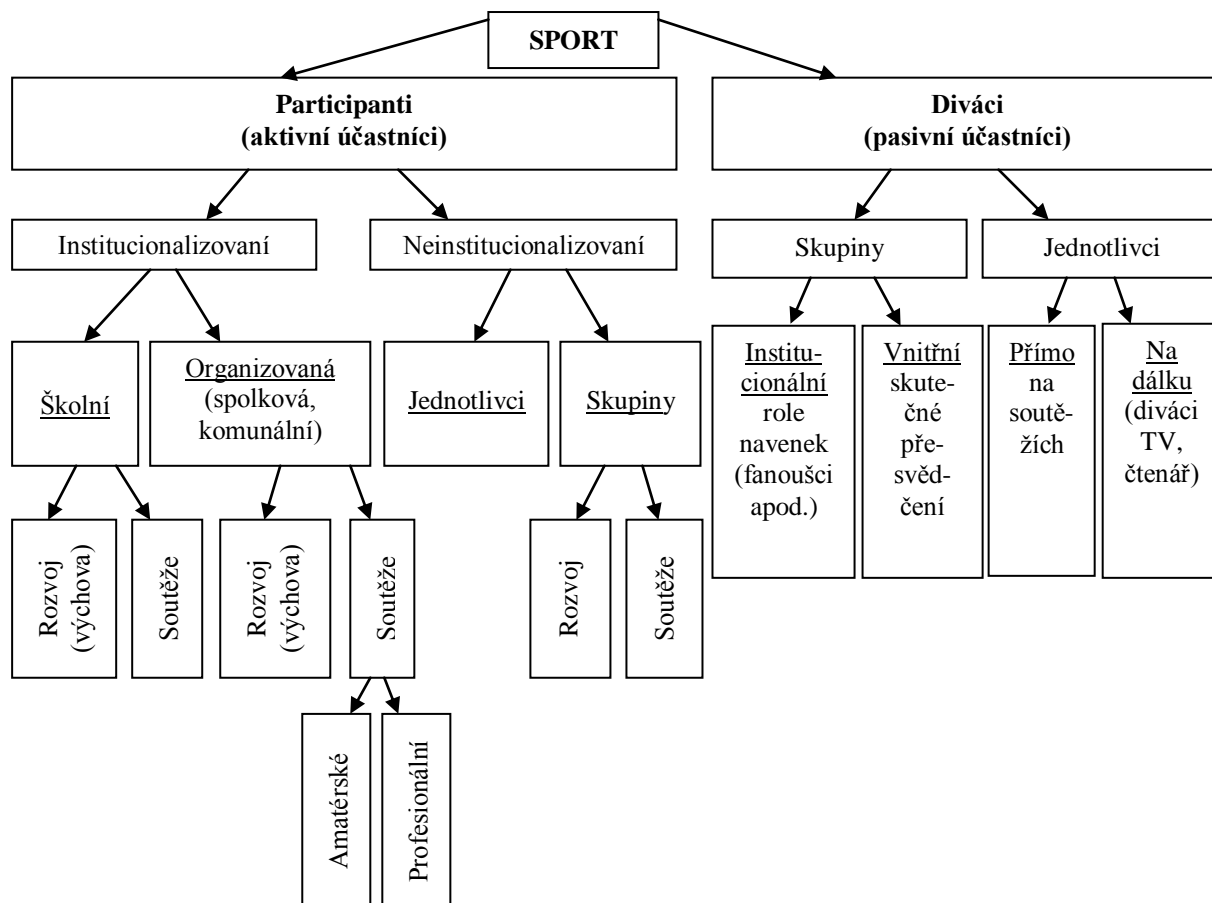 SPORT
Participanti
(aktivní účastníci)
Diváci
(pasivní účastníci)
Institucionalizovaní
Neinstitucionalizovaní
Skupiny
Jednotlivci
Školní
Organizovaná
(spolková,
komunální)
Jednotlivci
Skupiny
Institu-
cionální
role
navenek
(fanoušci
apod.)
Vnitřní
skute-
čné
pře-
svěd-
čení
Přímo
na
soutě-
žích
Na
dálku
(diváci
TV,
čtenář)
Rozvoj
(výchova)
Soutěže
Rozvoj
(výchova)
Soutěže
Rozvoj
Soutěže
Amatérské
Profesionální